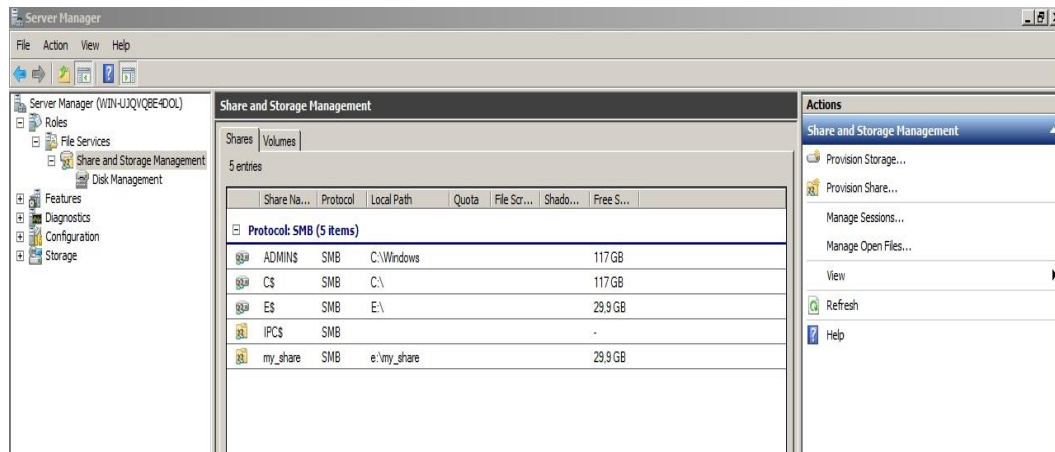 Server Manager
File Action View Help
Server Manager (WIN-UJQVQBE4DOL)
Roles
File Services
Share and Storage Management
Disk Management
Features
Diagnostics
Configuration
Storage
Share and Storage Management
Shares Volumes
5 entries
Share Na... Protocol Local Path Quota File Scr... Shado... Free S...
Protocol: SMB (5 items)
ADMIN$ SMB C:\Windows 117 GB
C$ SMB C:\ 117 GB
E$ SMB E:\ 29,9 GB
IPC$ SMB -
my_share SMB e:\my_share 29,9 GB
Actions
Share and Storage Management
Provision Storage...
Provision Share...
Manage Sessions...
Manage Open Files...
View
Refresh
Help